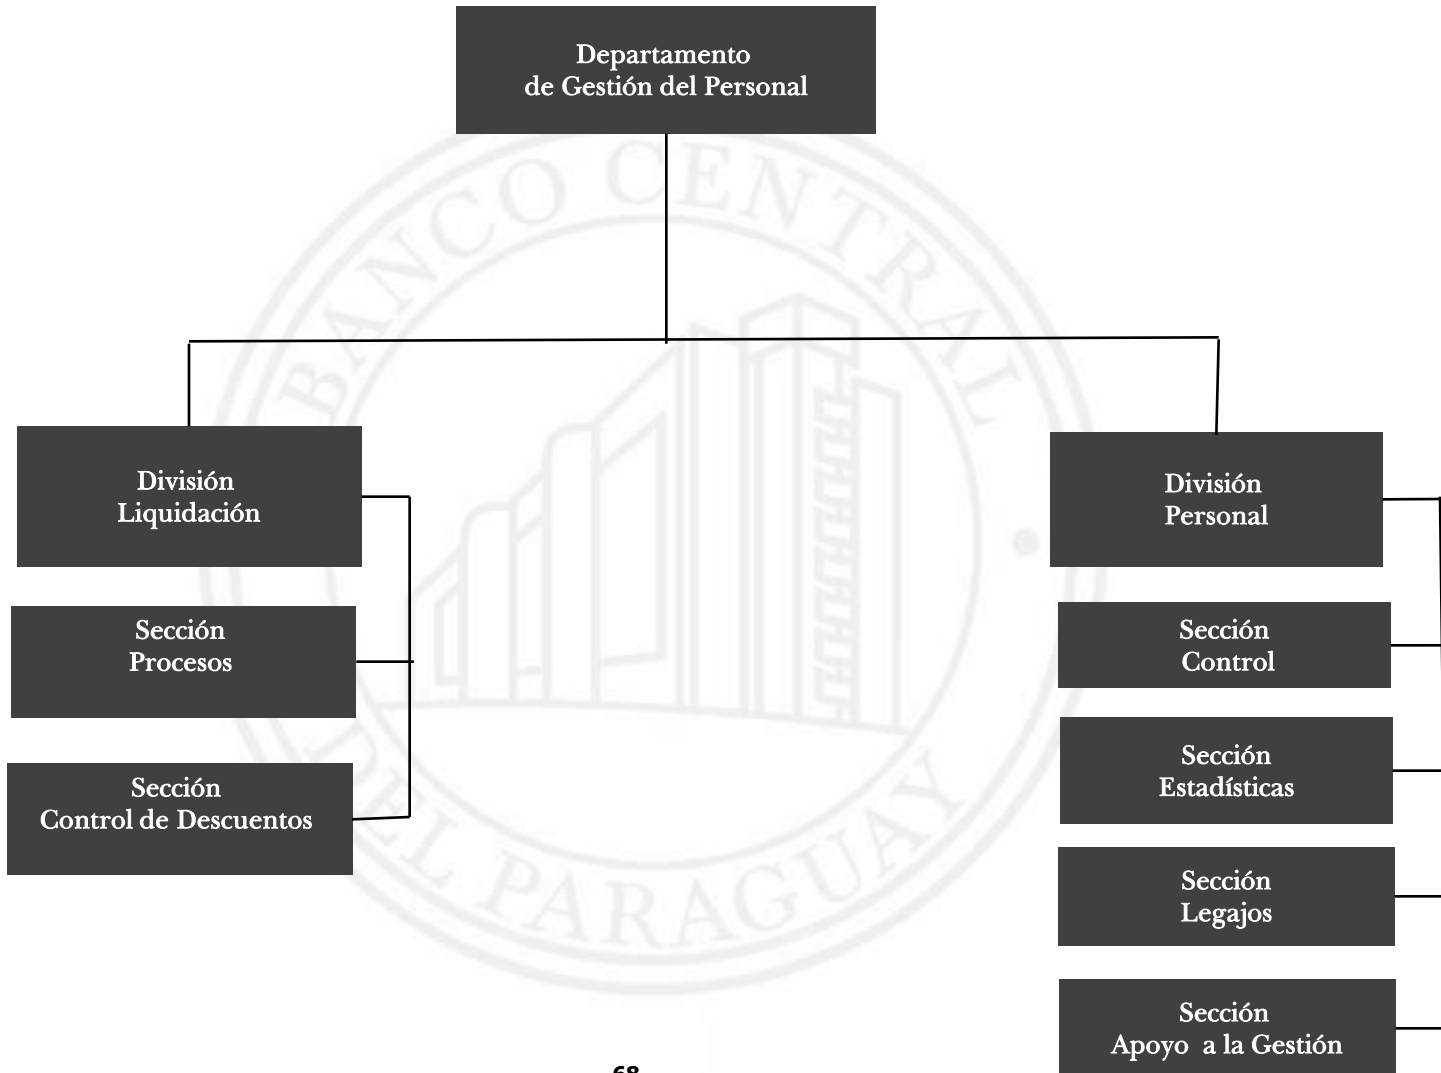 Departamento
de Gestión del Personal
BANCO CENTRAL
DEL PARAGUAY
División
Liquidación
Sección
Procesos
Sección
Control de Descuentos
División
Personal
Sección
Control
Sección
Estadísticas
Sección
Legajos
Sección
Apoyo  a la Gestión
68